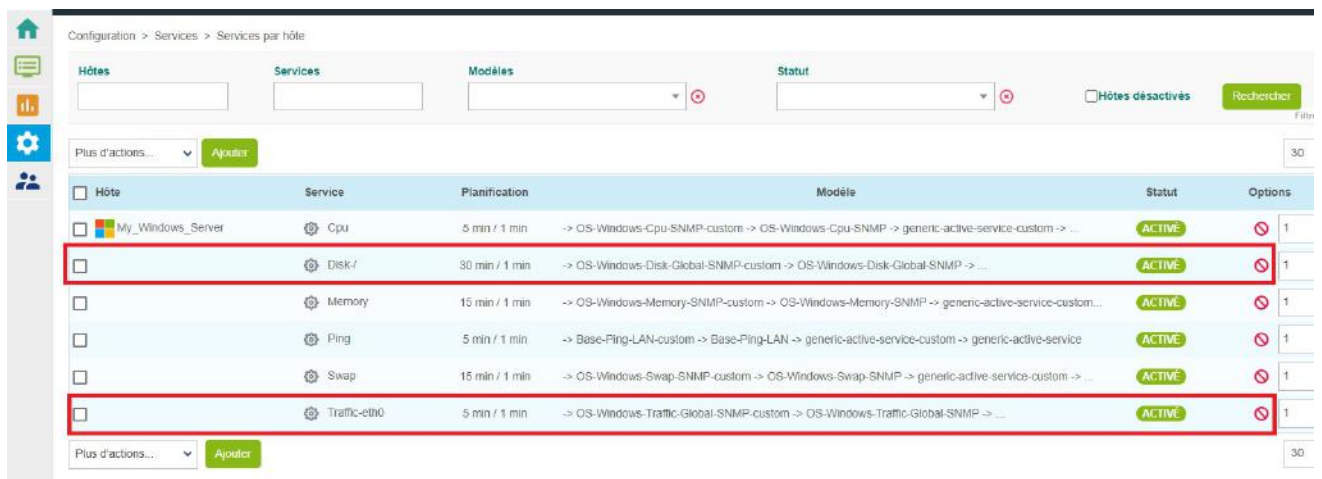 Configuration > Services > Services par hôte
Hôtes Services Modèles Statut
Hôtes désactivés Rechercher
Filtre
Plus d'actions... Ajouter 30
Hôte Service Planification Modèle Statut Options
My_Windows_Server Cpu 5 min / 1 min -> OS-Windows-Cpu-SNMP-custom -> OS-Windows-Cpu-SNMP -> generic-active-service-custom -> ... ACTIVÉ 1
Disk-/ 30 min / 1 min -> OS-Windows-Disk-Global-SNMP-custom -> OS-Windows-Disk-Global-SNMP -> ... ACTIVÉ 1
Memory 15 min / 1 min -> OS-Windows-Memory-SNMP-custom -> OS-Windows-Memory-SNMP -> generic-active-service-custom... ACTIVÉ 1
Ping 5 min / 1 min -> Base-Ping-LAN-custom -> Base-Ping-LAN -> generic-active-service-custom -> generic-active-service ACTIVÉ 1
Swap 15 min / 1 min -> OS-Windows-Swap-SNMP-custom -> OS-Windows-Swap-SNMP -> generic-active-service-custom -> ... ACTIVÉ 1
Traffic-eth0 5 min / 1 min -> OS-Windows-Traffic-Global-SNMP-custom -> OS-Windows-Traffic-Global-SNMP -> ... ACTIVÉ 1
Plus d'actions... Ajouter 30